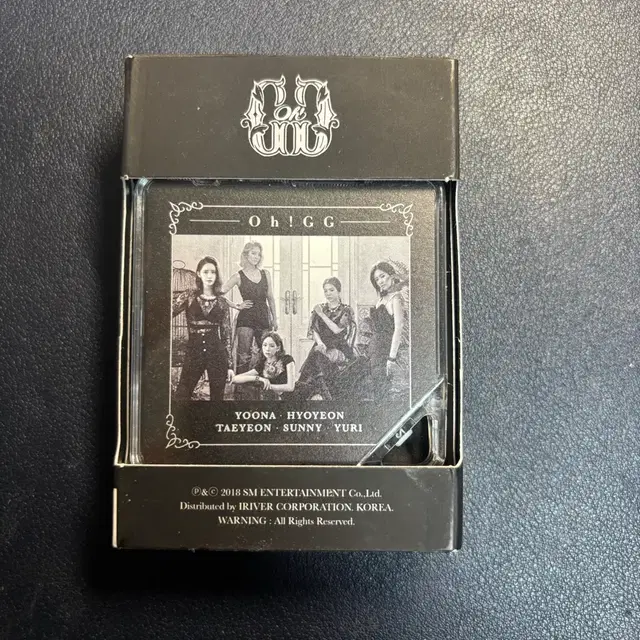 Oh
GG
Oh!GG
YOONA · HYOYEON
TAEYEON · SUNNY · YURI
℗&© 2018 SM ENTERTAINMENT Co.,Ltd.
Distributed by IRIVER CORPORATION. KOREA.
WARNING : All Rights Reserved.